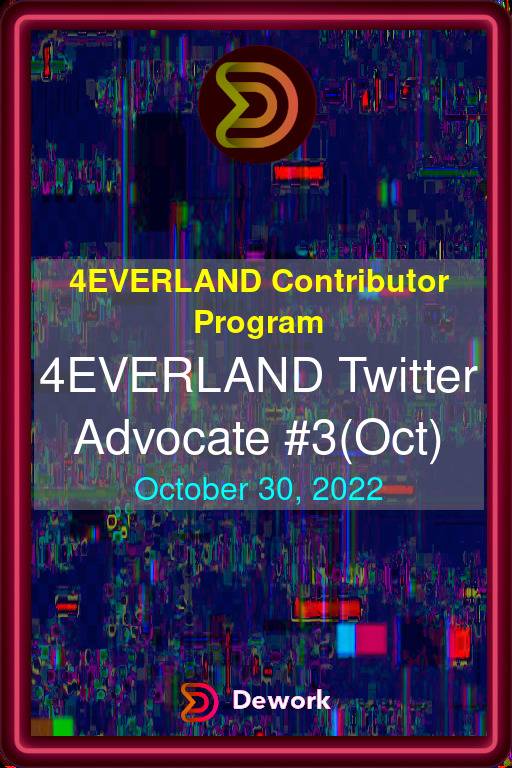 4EVERLAND Contributor
Program
4EVERLAND Twitter
Advocate #3(Oct)
October 30, 2022
Dework